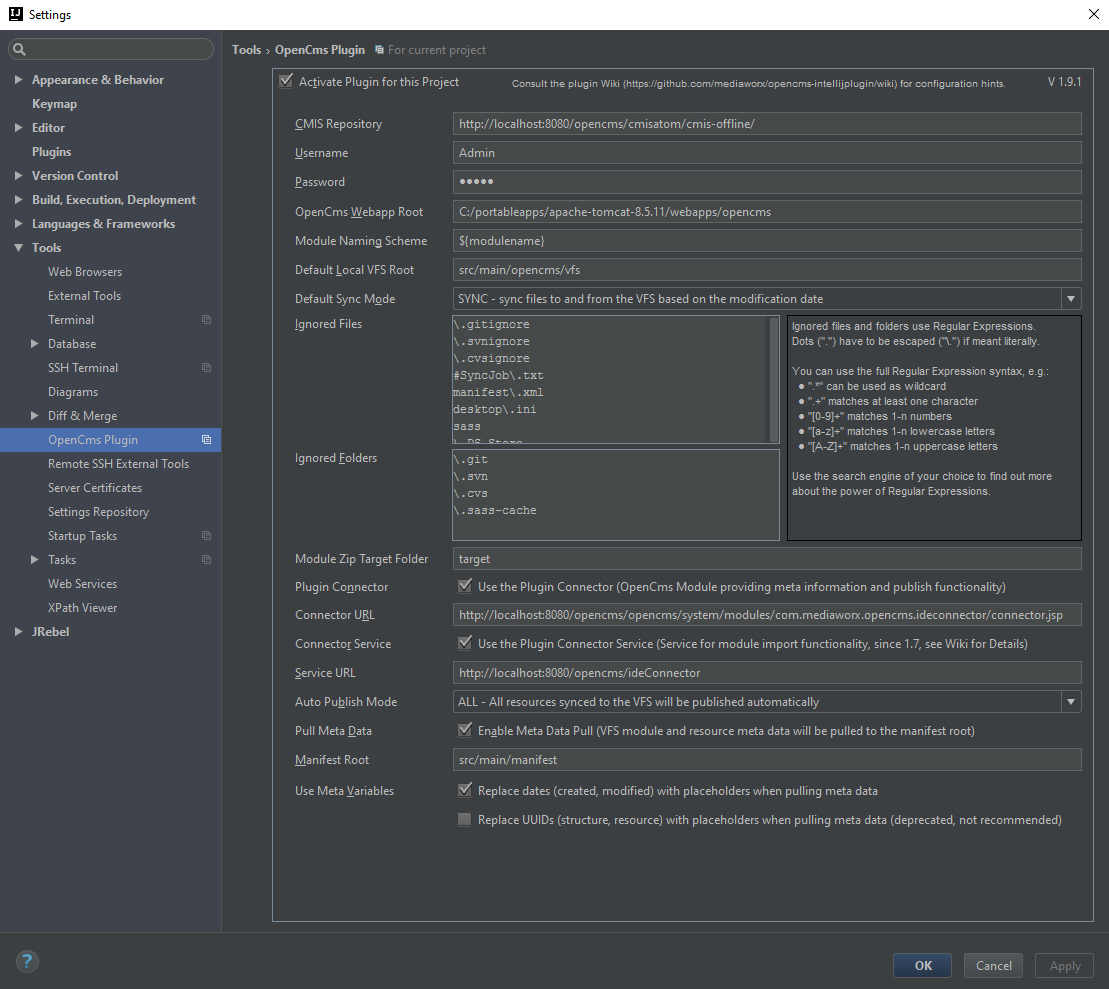 Settings
Tools › OpenCms Plugin For current project
Appearance & Behavior
Keymap
Editor
Plugins
Version Control
Build, Execution, Deployment
Languages & Frameworks
Tools
Web Browsers
External Tools
Terminal
Database
SSH Terminal
Diagrams
Diff & Merge
OpenCms Plugin
Remote SSH External Tools
Server Certificates
Settings Repository
Startup Tasks
Tasks
Web Services
XPath Viewer
JRebel
Activate Plugin for this Project Consult the plugin Wiki (https://github.com/mediaworx/opencms-intellijplugin/wiki) for configuration hints. V 1.9.1
CMIS Repository http://localhost:8080/opencms/cmisatom/cmis-offline/
Username Admin
Password •••••
OpenCms Webapp Root C:/portableapps/apache-tomcat-8.5.11/webapps/opencms
Module Naming Scheme ${modulename}
Default Local VFS Root src/main/opencms/vfs
Default Sync Mode SYNC - sync files to and from the VFS based on the modification date
Ignored Files
\.gitignore
\.svnignore
\.cvsignore
#SyncJob\.txt
manifest\.xml
desktop\.ini
sass
\.DS_Store
Ignored files and folders use Regular Expressions.
Dots (".") have to be escaped ("\.") if meant literally.
You can use the full Regular Expression syntax, e.g.:
● ".*" can be used as wildcard
● ".+" matches at least one character
● "[0-9]+" matches 1-n numbers
● "[a-z]+" matches 1-n lowercase letters
● "[A-Z]+" matches 1-n uppercase letters
Use the search engine of your choice to find out more
about the power of Regular Expressions.
Ignored Folders
\.git
\.svn
\.cvs
\.sass-cache
Module Zip Target Folder target
Plugin Connector Use the Plugin Connector (OpenCms Module providing meta information and publish functionality)
Connector URL http://localhost:8080/opencms/opencms/system/modules/com.mediaworx.opencms.ideconnector/connector.jsp
Connector Service Use the Plugin Connector Service (Service for module import functionality, since 1.7, see Wiki for Details)
Service URL http://localhost:8080/opencms/ideConnector
Auto Publish Mode ALL - All resources synced to the VFS will be published automatically
Pull Meta Data Enable Meta Data Pull (VFS module and resource meta data will be pulled to the manifest root)
Manifest Root src/main/manifest
Use Meta Variables Replace dates (created, modified) with placeholders when pulling meta data
Replace UUIDs (structure, resource) with placeholders when pulling meta data (deprecated, not recommended)
?
OK Cancel Apply